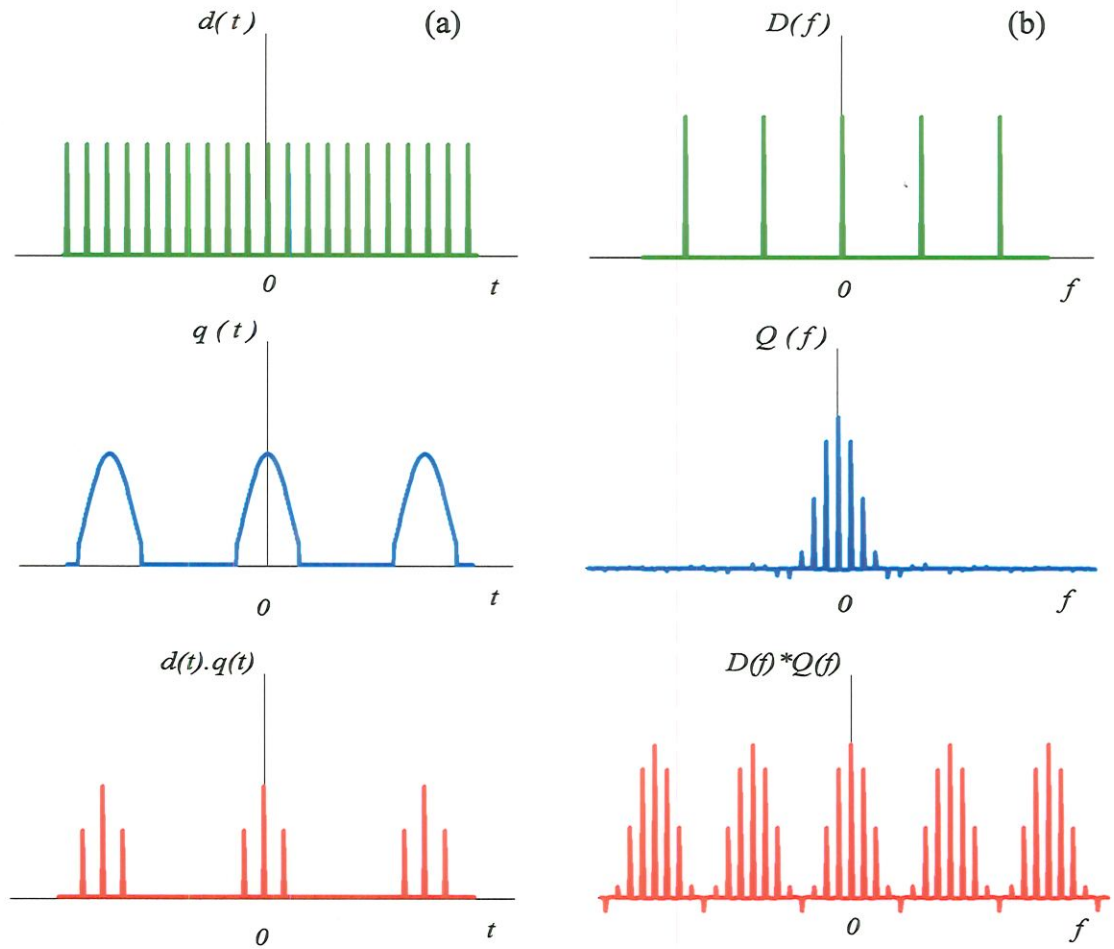 d(t) (a)
D(f) (b)
0 t
0 f
q(t)
Q(f)
0 t
0 f
d(t).q(t)
D(f)*Q(f)
0 t
0 f